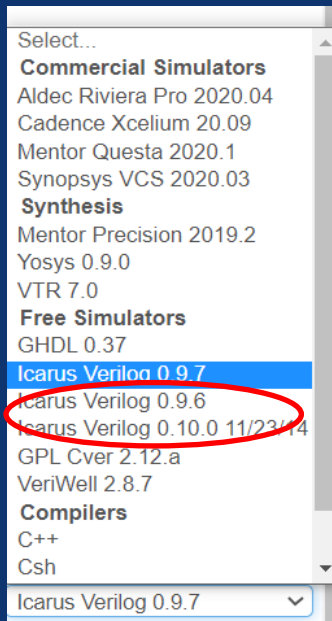 Select...
Commercial Simulators
Aldec Riviera Pro 2020.04
Cadence Xcelium 20.09
Mentor Questa 2020.1
Synopsys VCS 2020.03
Synthesis
Mentor Precision 2019.2
Yosys 0.9.0
VTR 7.0
Free Simulators
GHDL 0.37
Icarus Verilog 0.9.7
Icarus Verilog 0.9.6
Icarus Verilog 0.10.0 11/23/14
GPL Cver 2.12.a
VeriWell 2.8.7
Compilers
C++
Csh
Icarus Verilog 0.9.7